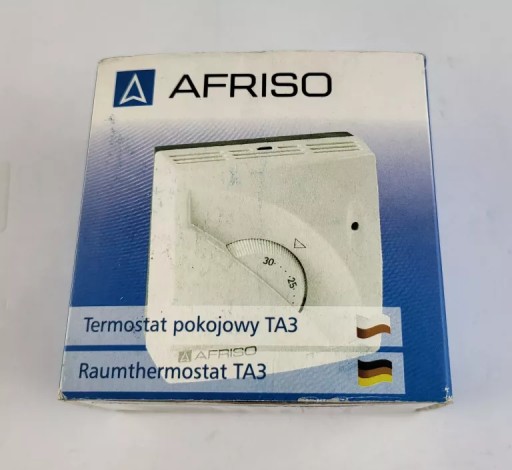 AFRISO
30
25
Termostat pokojowy TA3
AFRISO
Raumthermostat TA3